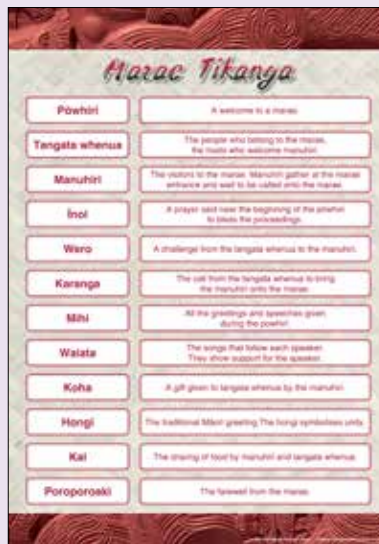 Marae Tikanga
Pōwhiri
A welcome to a marae.
Tangata whenua
The people who belong to the marae,
the hosts who welcome manuhiri.
Manuhiri
The visitors to the marae. Manuhiri gather at the marae
entrance and wait to be called onto the marae.
Inoi
A prayer said near the beginning of the pōwhiri
to bless the proceedings.
Wero
A challenge from the tangata whenua to the manuhiri.
Karanga
The call from the tangata whenua to bring
the manuhiri onto the marae.
Mihi
All the greetings and speeches given
during the pōwhiri.
Waiata
The songs that follow each speaker.
They show support for the speaker.
Koha
A gift given to tangata whenua by the manuhiri.
Hongi
The traditional Māori greeting. The hongi symbolises unity.
Kai
The sharing of food by manuhiri and tangata whenua.
Poroporoaki
The farewell from the marae.